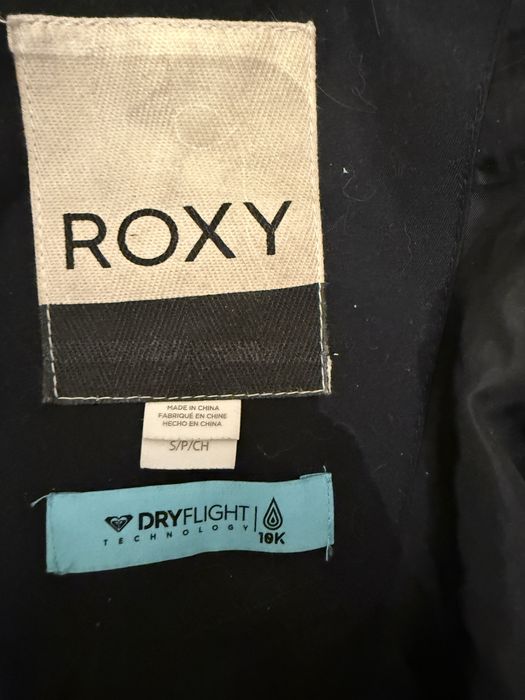 ROXY
MADE IN CHINA
FABRIQUÉ EN CHINE
HECHO EN CHINA
S/P/CH
DRYFLIGHT
TECHNOLOGY
10K